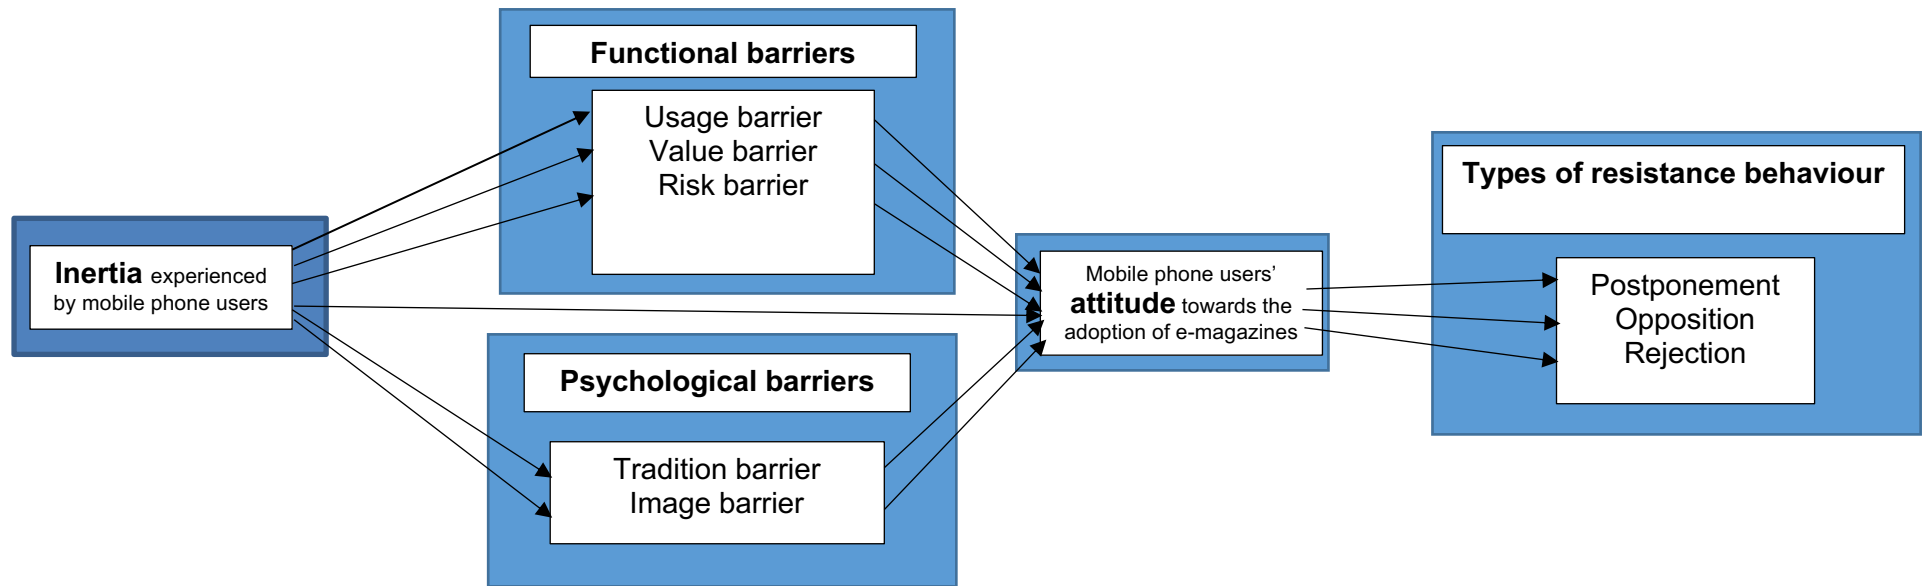 Functional barriers
Usage barrier
Value barrier
Risk barrier
Inertia experienced
by mobile phone users
Psychological barriers
Tradition barrier
Image barrier
Mobile phone users’
attitude towards the
adoption of e-magazines
Types of resistance behaviour
Postponement
Opposition
Rejection